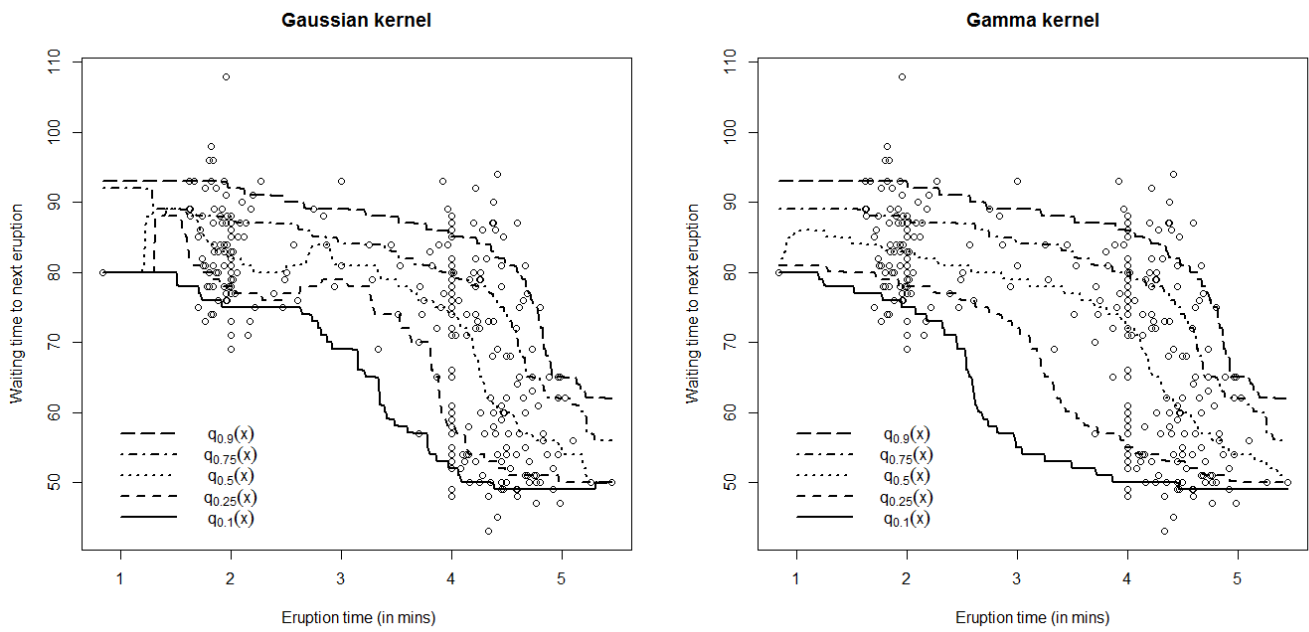 Gaussian kernel
110
100
90
80
70
60
50
Waiting time to next eruption
q0.9(x)
q0.75(x)
q0.5(x)
q0.25(x)
q0.1(x)
1 2 3 4 5
Eruption time (in mins)
Gamma kernel
110
100
90
80
70
60
50
Waiting time to next eruption
q0.9(x)
q0.75(x)
q0.5(x)
q0.25(x)
q0.1(x)
1 2 3 4 5
Eruption time (in mins)